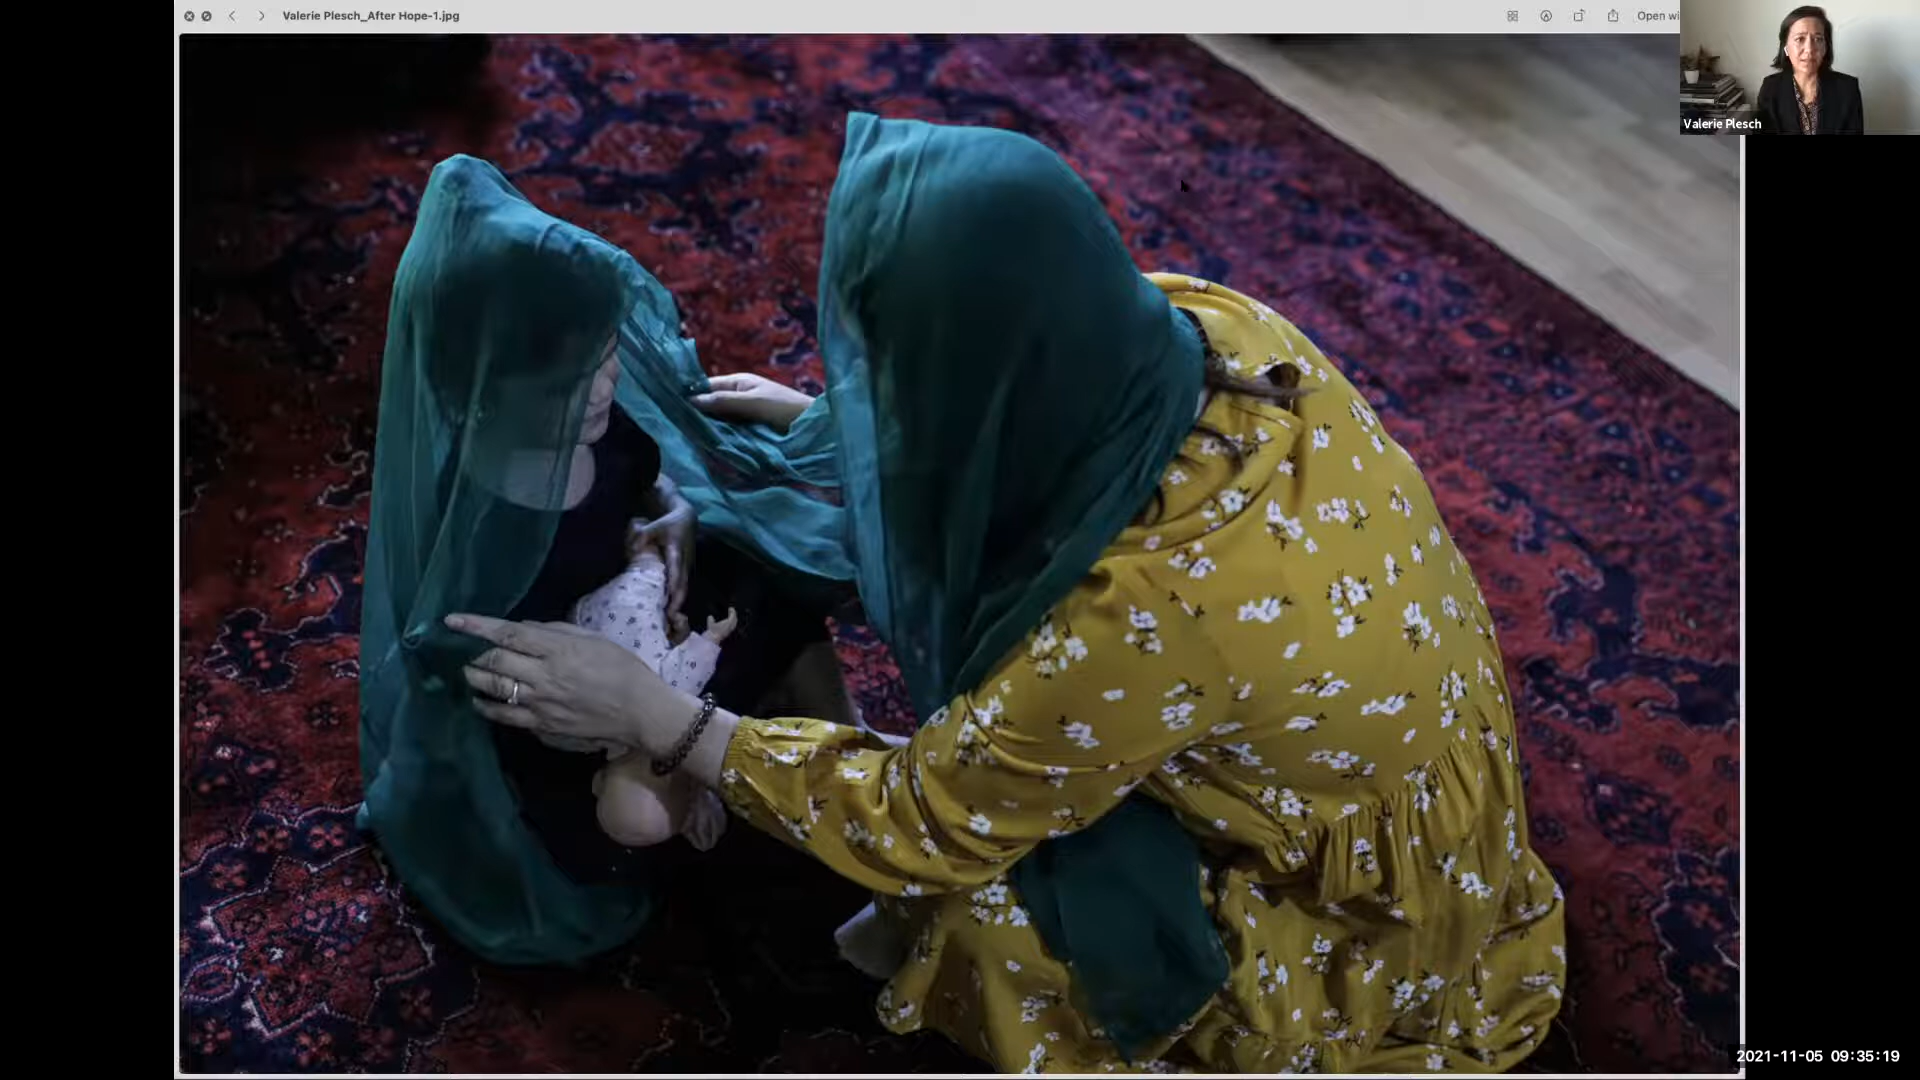 Valerie Plesch_After Hope-1.jpg
Open wi
Valerie Plesch
2021-11-05 09:35:19